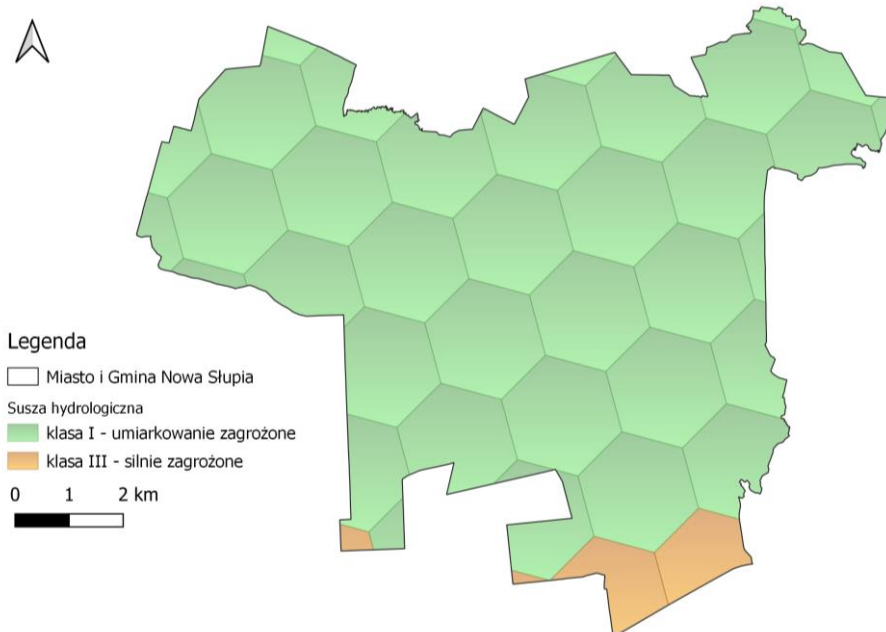 Legenda
Miasto i Gmina Nowa Słupia
Susza hydrologiczna
klasa I - umiarkowanie zagrożone
klasa III - silnie zagrożone
0 1 2 km